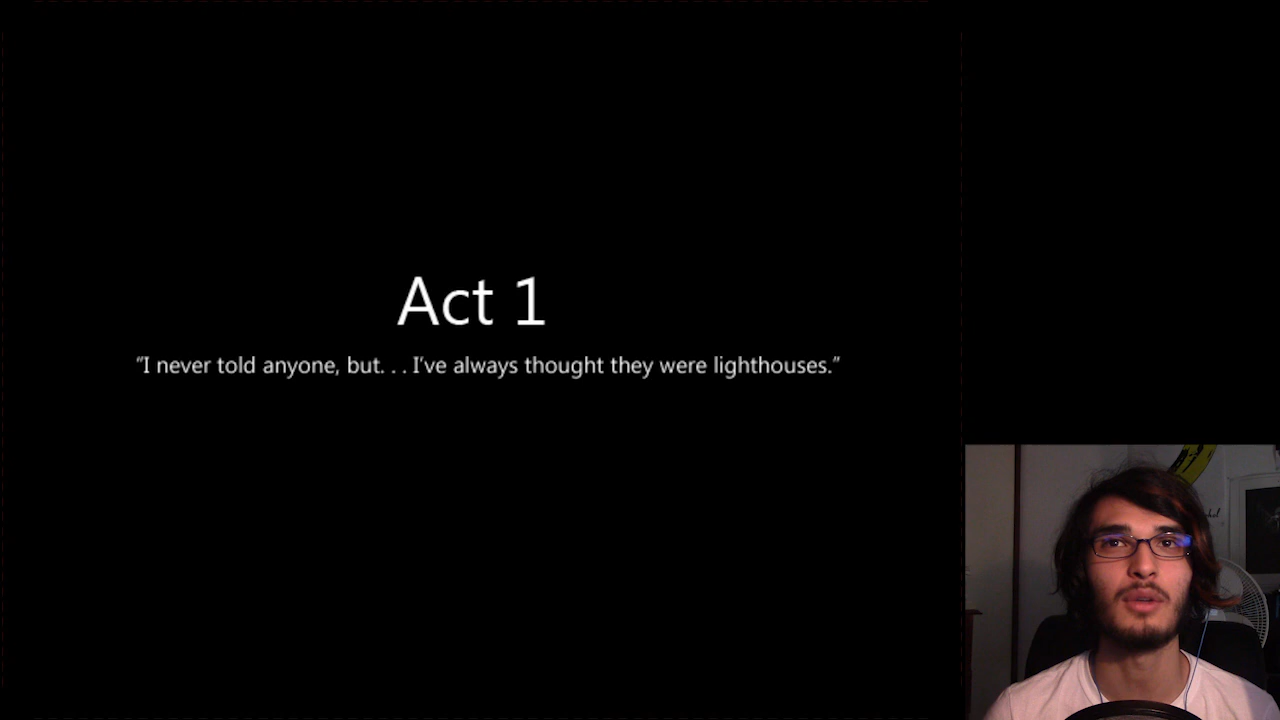 Act 1
“I never told anyone, but. . . I’ve always thought they were lighthouses.”